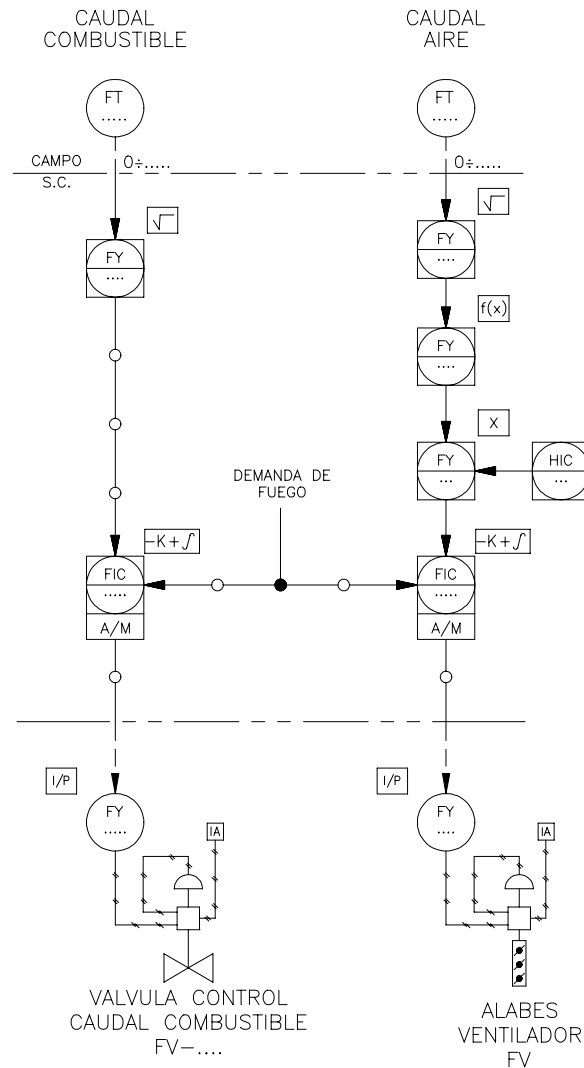 CAUDAL
COMBUSTIBLE
CAUDAL
AIRE
FT
.....
FT
.....
CAMPO
S.C.
0÷.....
0÷.....
√
√
FY
....
FY
....
f(x)
FY
....
X
FY
...
HIC
...
DEMANDA DE
FUEGO
-K+∫
-K+∫
FIC
.....
FIC
.....
A/M
A/M
I/P
I/P
FY
.....
FY
.....
IA
IA
VALVULA CONTROL
CAUDAL COMBUSTIBLE
FV-....
ALABES
VENTILADOR
FV